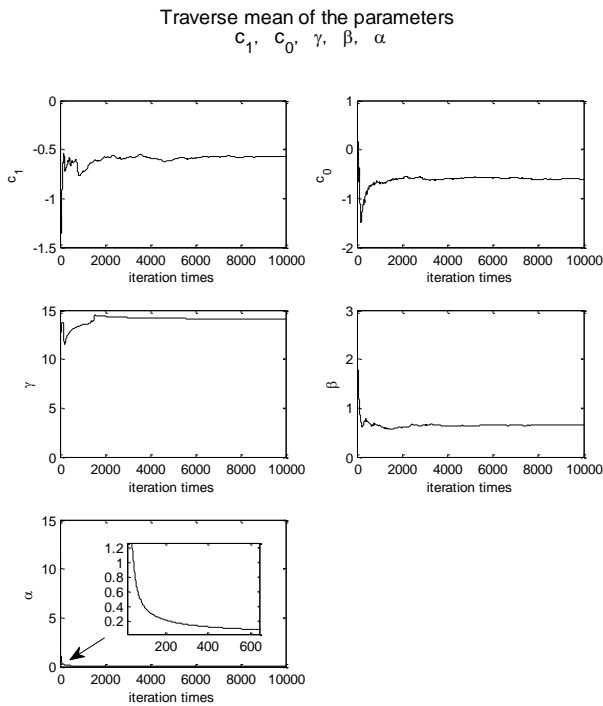 Traverse mean of the parameters
c1, c0, γ, β, α
0
-0.5
-1
-1.5
c1
0 2000 4000 6000 8000 10000
iteration times
1
0
-1
-2
c0
0 2000 4000 6000 8000 10000
iteration times
15
10
5
0
γ
0 2000 4000 6000 8000 10000
iteration times
3
2
1
0
β
0 2000 4000 6000 8000 10000
iteration times
15
10
5
0
α
1.2
1
0.8
0.6
0.4
0.2
200 400 600
0 2000 4000 6000 8000 10000
iteration times